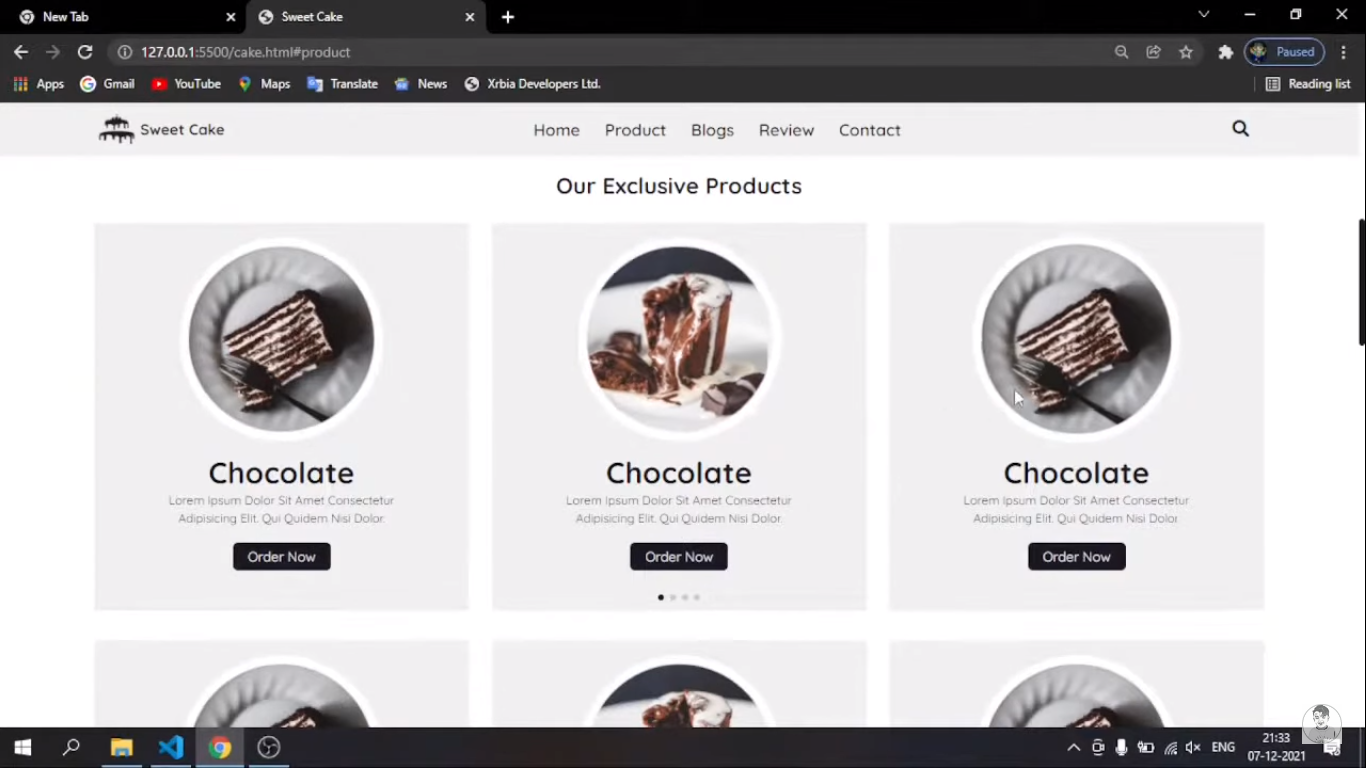 New Tab
Sweet Cake
127.0.0.1:5500/cake.html#product
Paused
Apps
Gmail
YouTube
Maps
Translate
News
Xrbia Developers Ltd.
Reading list
Sweet Cake
Home
Product
Blogs
Review
Contact
Our Exclusive Products
Chocolate
Lorem Ipsum Dolor Sit Amet Consectetur
Adipisicing Elit. Qui Quidem Nisi Dolor.
Order Now
Chocolate
Lorem Ipsum Dolor Sit Amet Consectetur
Adipisicing Elit. Qui Quidem Nisi Dolor.
Order Now
Chocolate
Lorem Ipsum Dolor Sit Amet Consectetur
Adipisicing Elit. Qui Quidem Nisi Dolor.
Order Now
ENG
21:33
07-12-2021